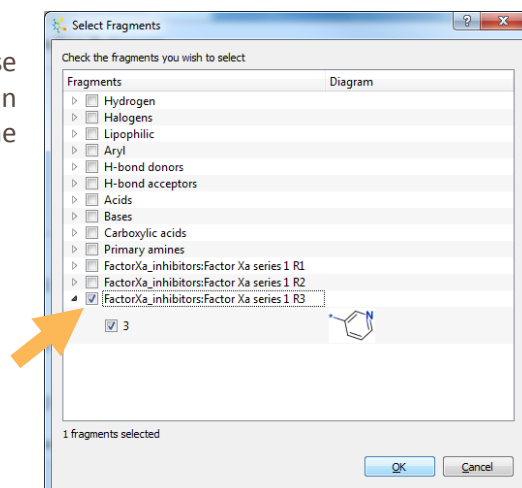 se
n
ne
Select Fragments
Check the fragments you wish to select
Fragments Diagram
Hydrogen
Halogens
Lipophilic
Aryl
H-bond donors
H-bond acceptors
Acids
Bases
Carboxylic acids
Primary amines
FactorXa_inhibitors:Factor Xa series 1 R1
FactorXa_inhibitors:Factor Xa series 1 R2
FactorXa_inhibitors:Factor Xa series 1 R3
3
N
1 fragments selected
OK Cancel